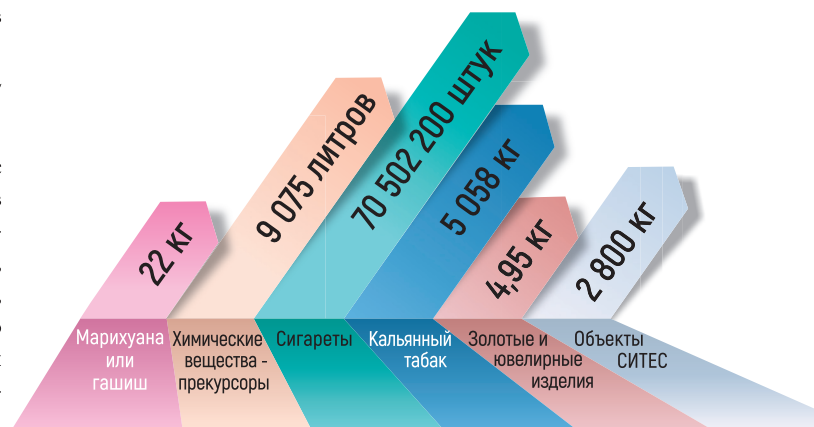 22 кг
9 075 литров
70 502 200 штук
5 058 кг
4,95 кг
2 800 кг
Марихуана
или
гашиш
Химические
вещества -
прекурсоры
Сигареты
Кальянный
табак
Золотые и
ювелирные
изделия
Объекты
СИТЕС